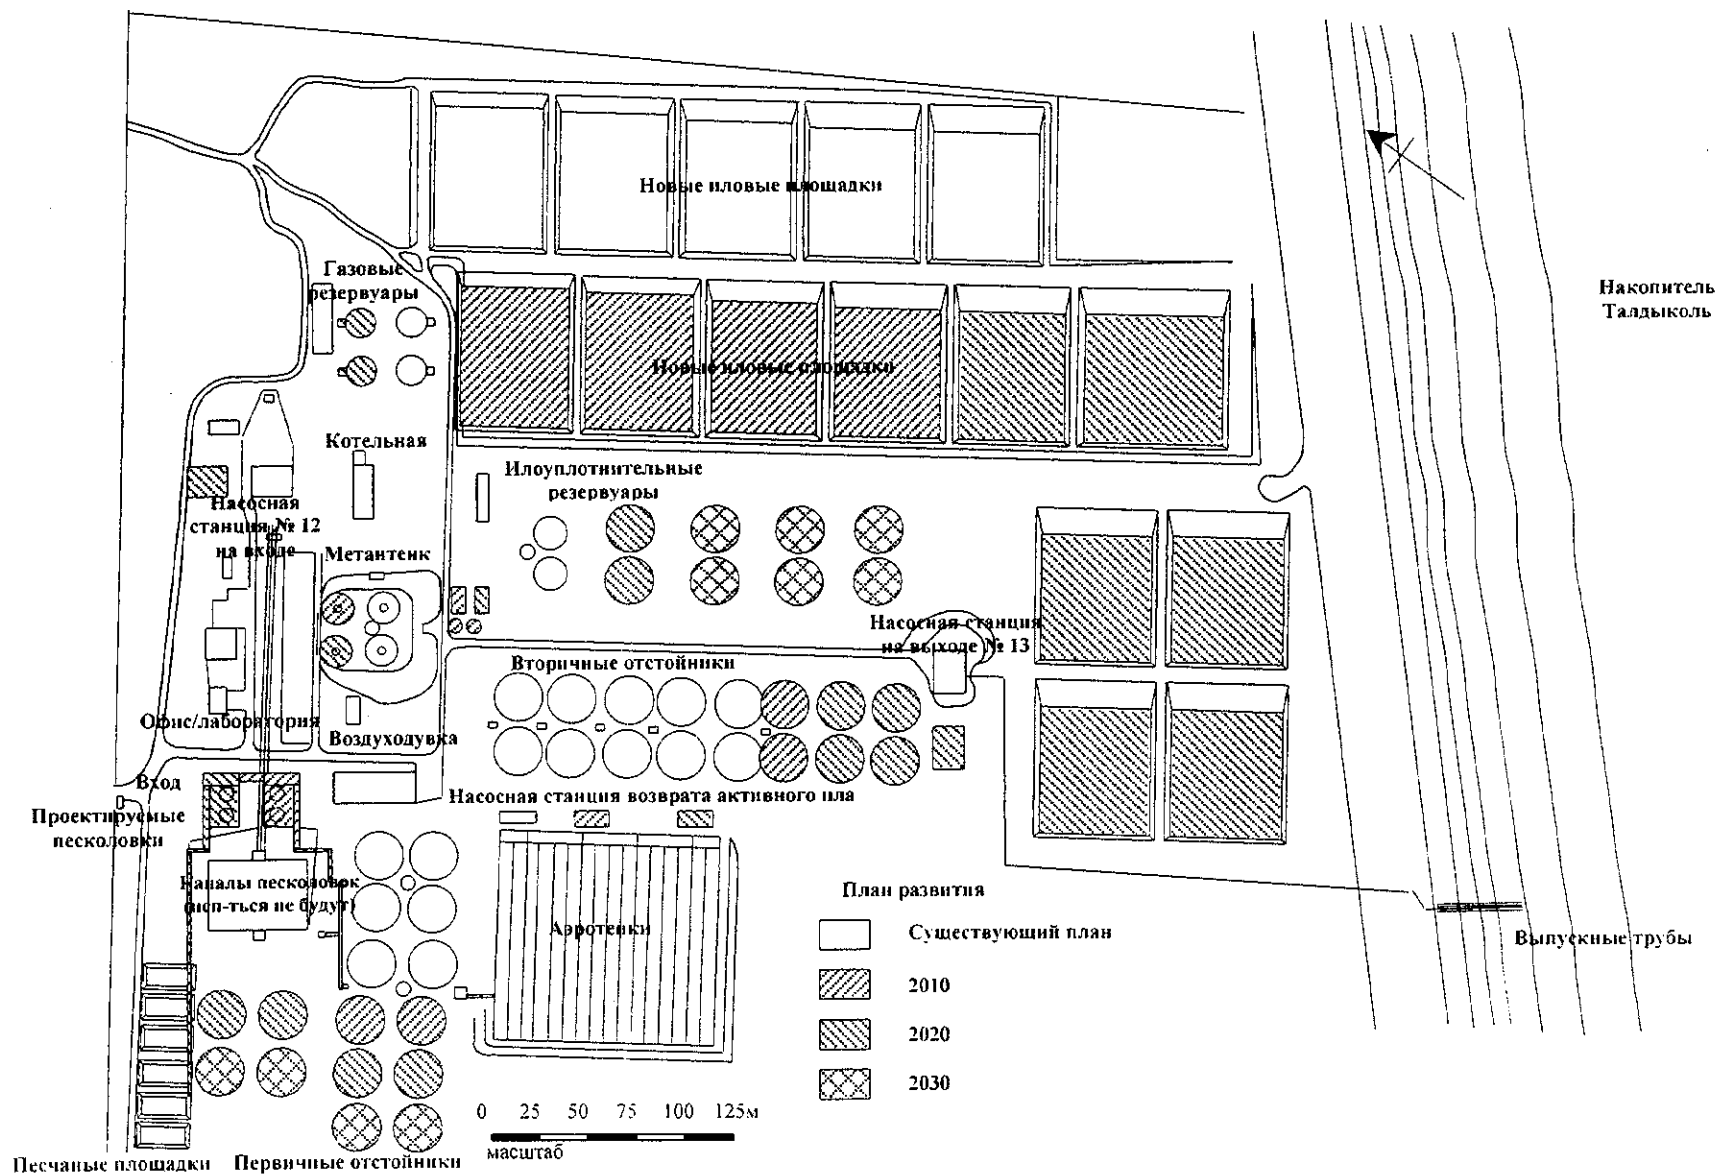 Новые иловые площадки
Газовые
резервуары
Накопитель
Талдыколь
Новые иловые площадко
Котельная
Илоуплотнительные
резервуары
Насосная
станция № 12
на входе
Метантенк
Насосная станция
на выходе № 13
Вторичные отстойники
Офис/лаборатория
Воздуходувка
Вход
Насосная станция возврата активного ила
Проектируемые
песколовки
Каналы песколовок
(исп-ться не будут)
Аэротенки
План развития
Существующий план
Выпускные трубы
2010
2020
2030
0 25 50 75 100 125м
масштаб
Песчаные площадки
Первичные отстойники